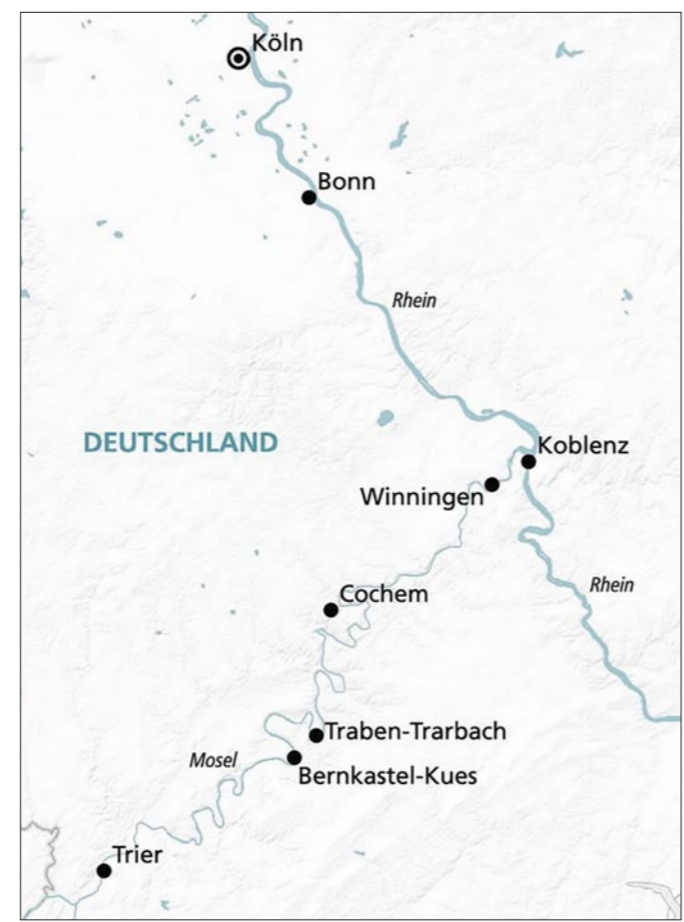 Köln
Bonn
Rhein
DEUTSCHLAND
Koblenz
Winningen
Rhein
Cochem
Traben-Trarbach
Mosel
Bernkastel-Kues
Trier